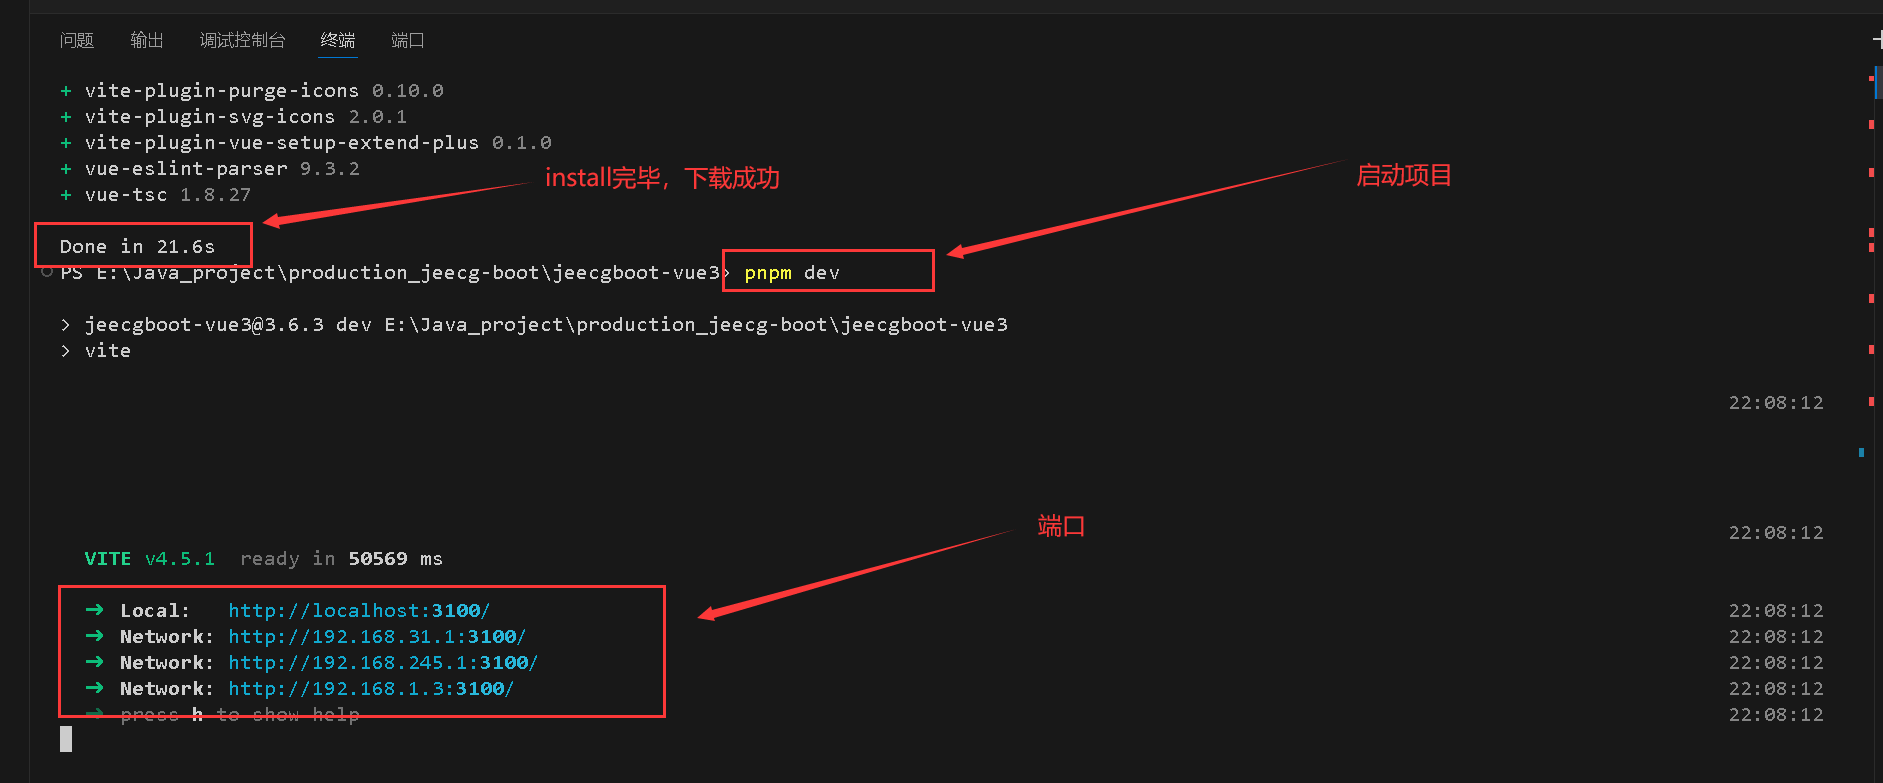 问题 输出 调试控制台 终端 端口
+ vite-plugin-purge-icons 0.10.0
+ vite-plugin-svg-icons 2.0.1
+ vite-plugin-vue-setup-extend-plus 0.1.0
+ vue-eslint-parser 9.3.2
+ vue-tsc 1.8.27
install完毕，下载成功
启动项目
Done in 21.6s
PS E:\Java_project\production_jeecg-boot\jeecgboot-vue3> pnpm dev
> jeecgboot-vue3@3.6.3 dev E:\Java_project\production_jeecg-boot\jeecgboot-vue3
> vite
22:08:12
端口
22:08:12
VITE v4.5.1 ready in 50569 ms
➜ Local: http://localhost:3100/ 22:08:12
➜ Network: http://192.168.31.1:3100/ 22:08:12
➜ Network: http://192.168.245.1:3100/ 22:08:12
➜ Network: http://192.168.1.3:3100/ 22:08:12
➜ press h to show help 22:08:12